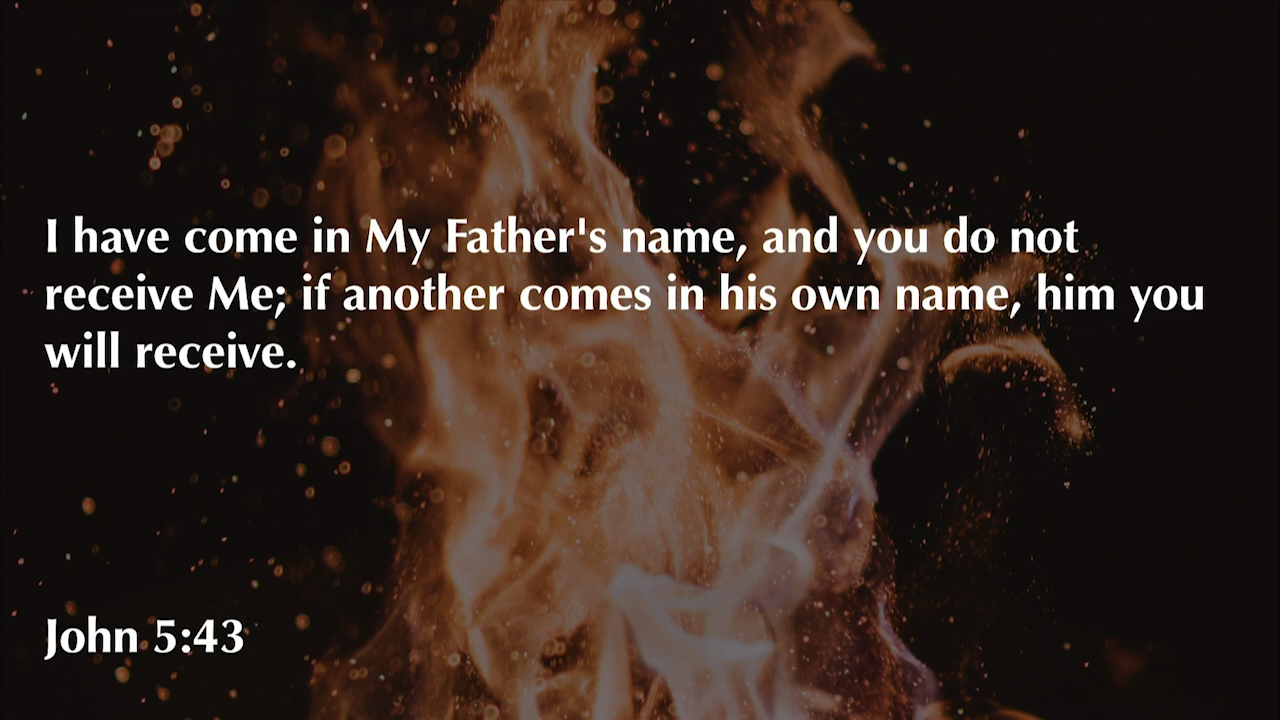 I have come in My Father's name, and you do not
receive Me; if another comes in his own name, him you
will receive.
John 5:43